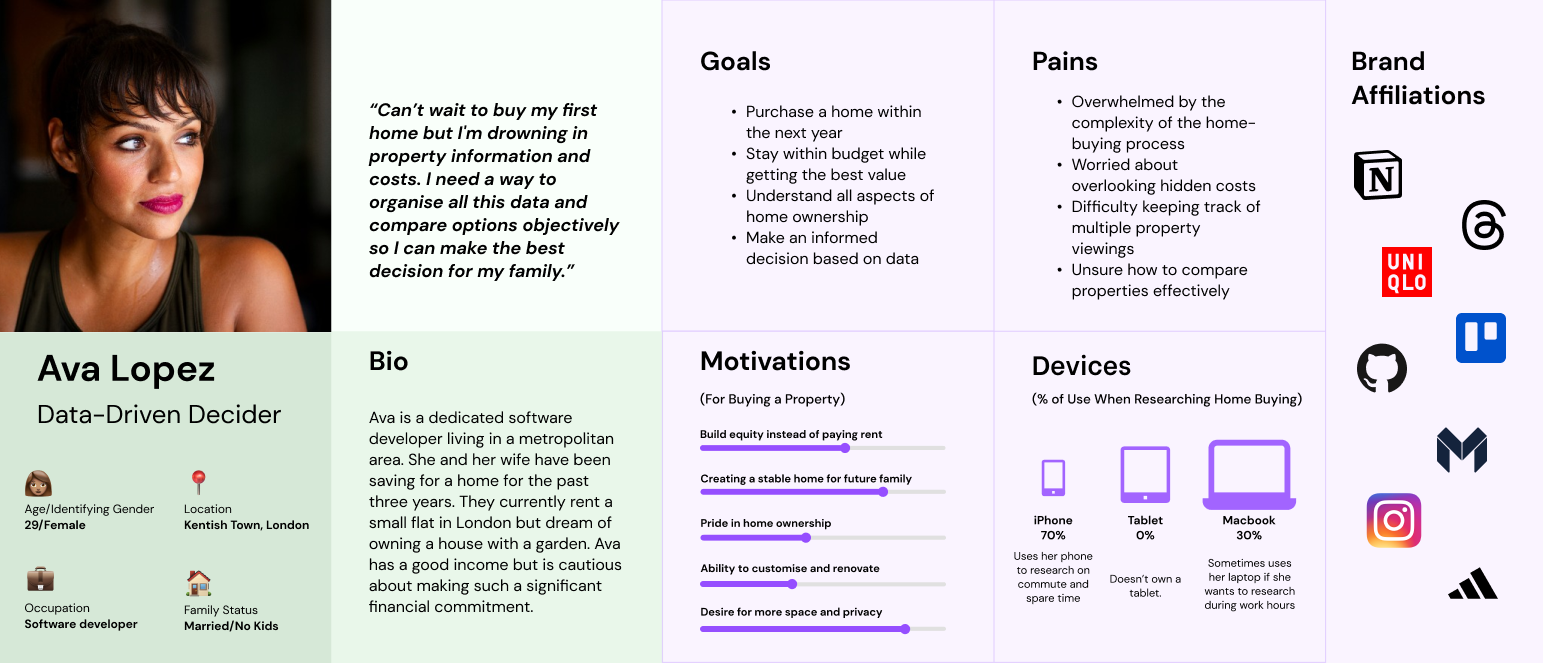 “Can’t wait to buy my first
home but I'm drowning in
property information and
costs. I need a way to
organise all this data and
compare options objectively
so I can make the best
decision for my family.”
Goals
• Purchase a home within
the next year
• Stay within budget while
getting the best value
• Understand all aspects of
home ownership
• Make an informed
decision based on data
Pains
• Overwhelmed by the
complexity of the home-
buying process
• Worried about
overlooking hidden costs
• Difficulty keeping track of
multiple property
viewings
• Unsure how to compare
properties effectively
Brand
Affiliations
N
UNI
QLO
Ava Lopez
Data-Driven Decider
Age/Identifying Gender
29/Female
Location
Kentish Town, London
Occupation
Software developer
Family Status
Married/No Kids
Bio
Ava is a dedicated software
developer living in a metropolitan
area. She and her wife have been
saving for a home for the past
three years. They currently rent a
small flat in London but dream of
owning a house with a garden. Ava
has a good income but is cautious
about making such a significant
financial commitment.
Motivations
(For Buying a Property)
Build equity instead of paying rent
Creating a stable home for future family
Pride in home ownership
Ability to customise and renovate
Desire for more space and privacy
Devices
(% of Use When Researching Home Buying)
iPhone
70%
Uses her phone
to research on
commute and
spare time
Tablet
0%
Doesn’t own a
tablet.
Macbook
30%
Sometimes uses
her laptop if she
wants to research
during work hours